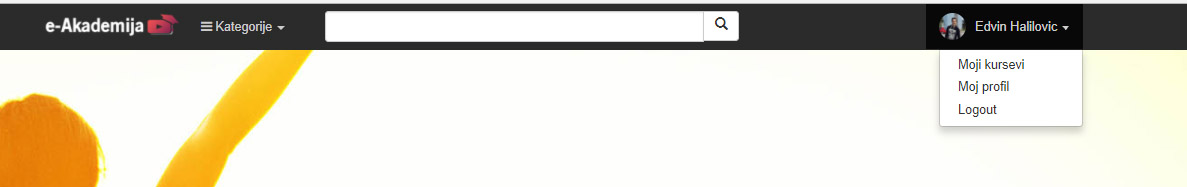 e-Akademija
Kategorije
Edvin Halilovic
Moji kursevi
Moj profil
Logout